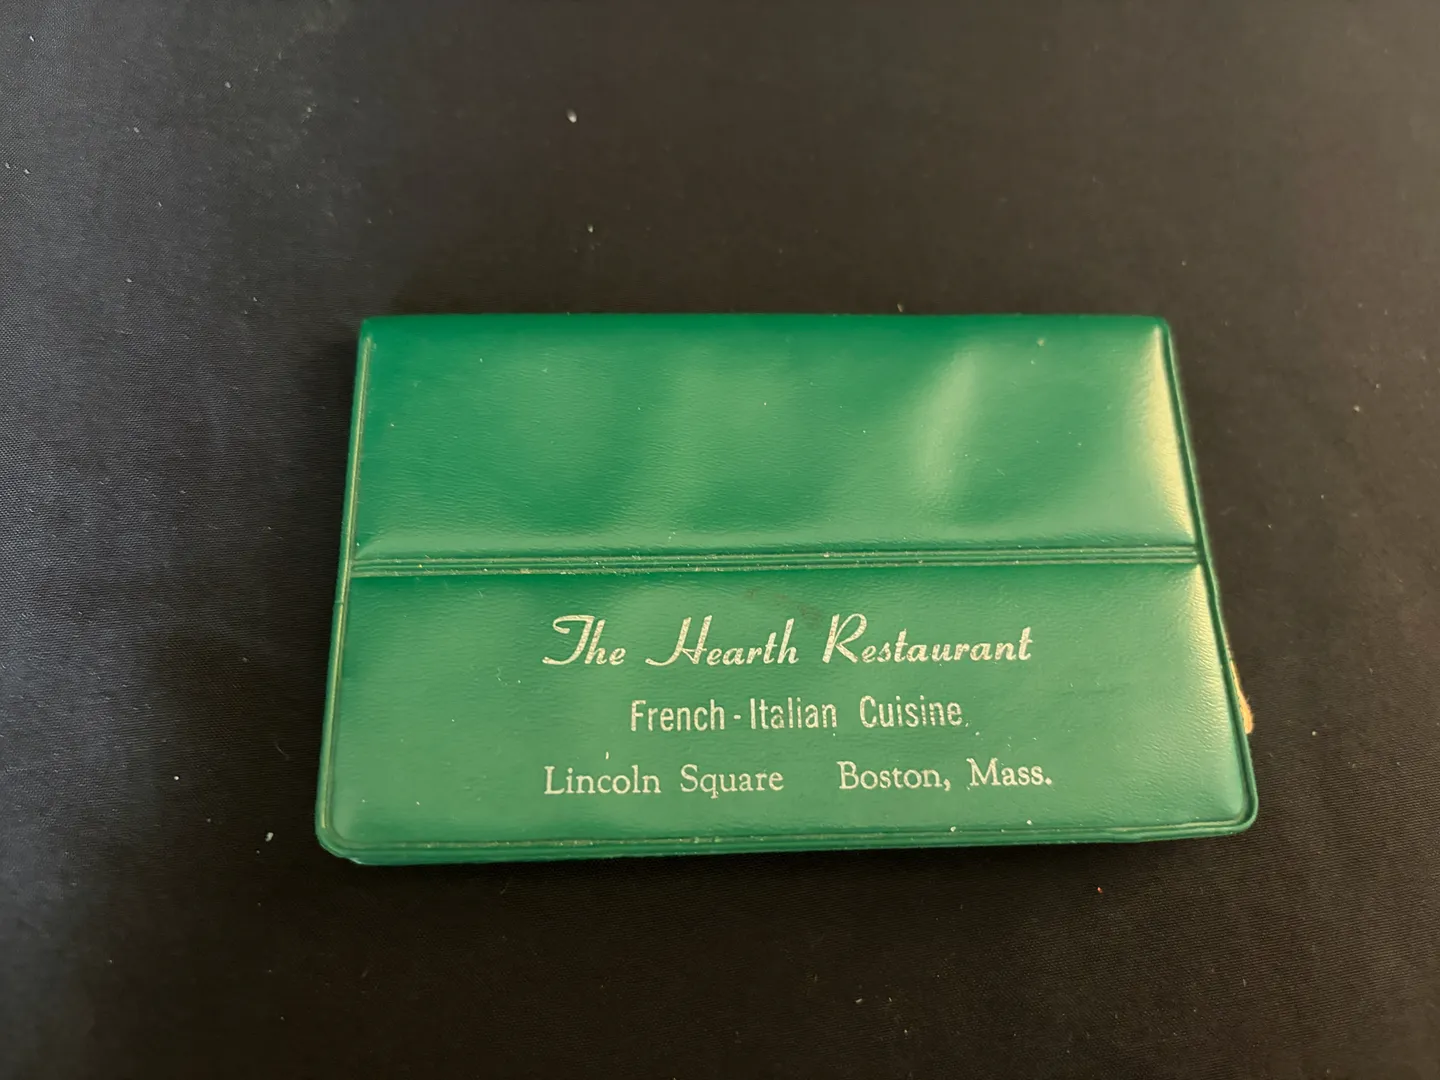 The Hearth Restaurant
French-Italian Cuisine
Lincoln Square Boston, Mass.